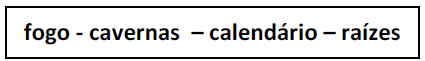 fogo - cavernas – calendário – raízes